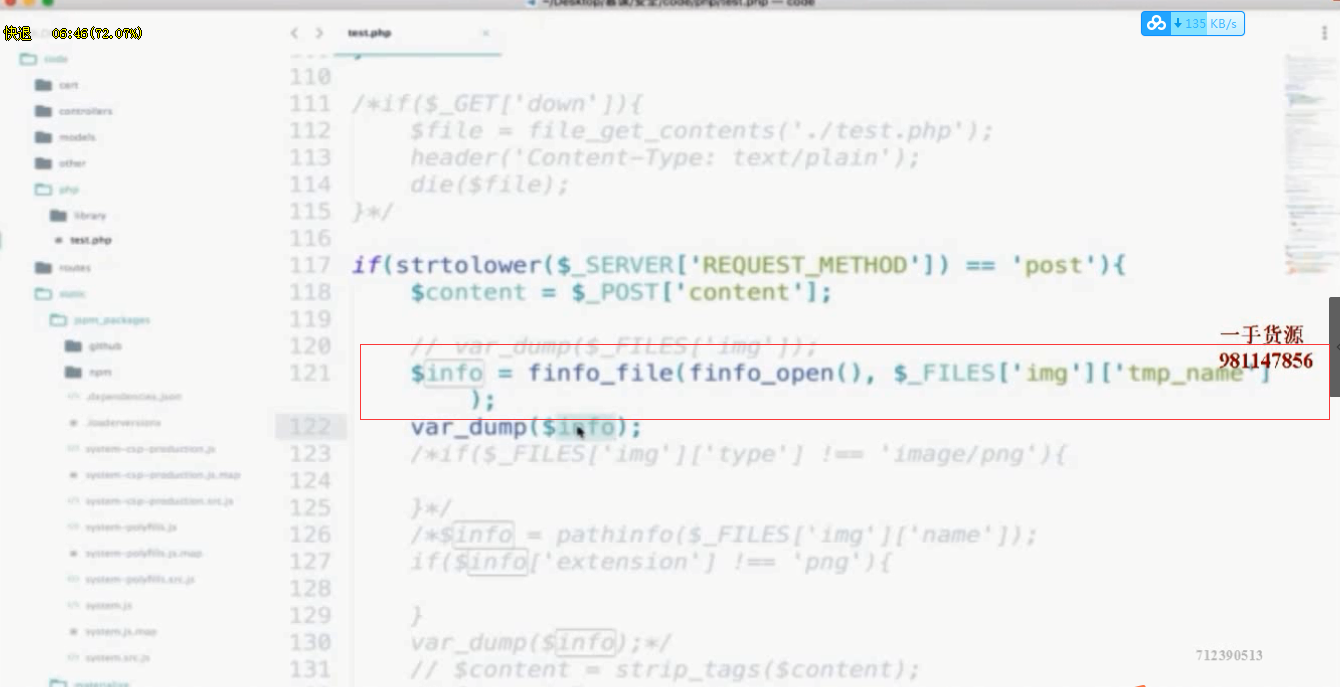 ~/Desktop/慕课/安全/code/php/test.php — code
快退 06:46(72.07%)
135 KB/s
test.php
code
cert
controllers
models
other
php
library
test.php
routes
static
jspm_packages
github
npm
.dependencies.json
.loaderversions
system-csp-production.js
system-csp-production.js.map
system-csp-production.src.js
system-polyfills.js
system-polyfills.js.map
system-polyfills.src.js
system.js
system.js.map
system.src.js
materialize
110
111 /*if($_GET['down']){
112 $file = file_get_contents('./test.php');
113 header('Content-Type: text/plain');
114 die($file);
115 }*/
116
117 if(strtolower($_SERVER['REQUEST_METHOD']) == 'post'){
118 $content = $_POST['content'];
119
120 // var_dump($_FILES['img']);
121 $info = finfo_file(finfo_open(), $_FILES['img']['tmp_name']
);
122 var_dump($info);
123 /*if($_FILES['img']['type'] !== 'image/png'){
124
125 }*/
126 /*$info = pathinfo($_FILES['img']['name']);
127 if($info['extension'] !== 'png'){
128
129 }
130 var_dump($info);*/
131 // $content = strip_tags($content);
一手货源
981147856
712390513